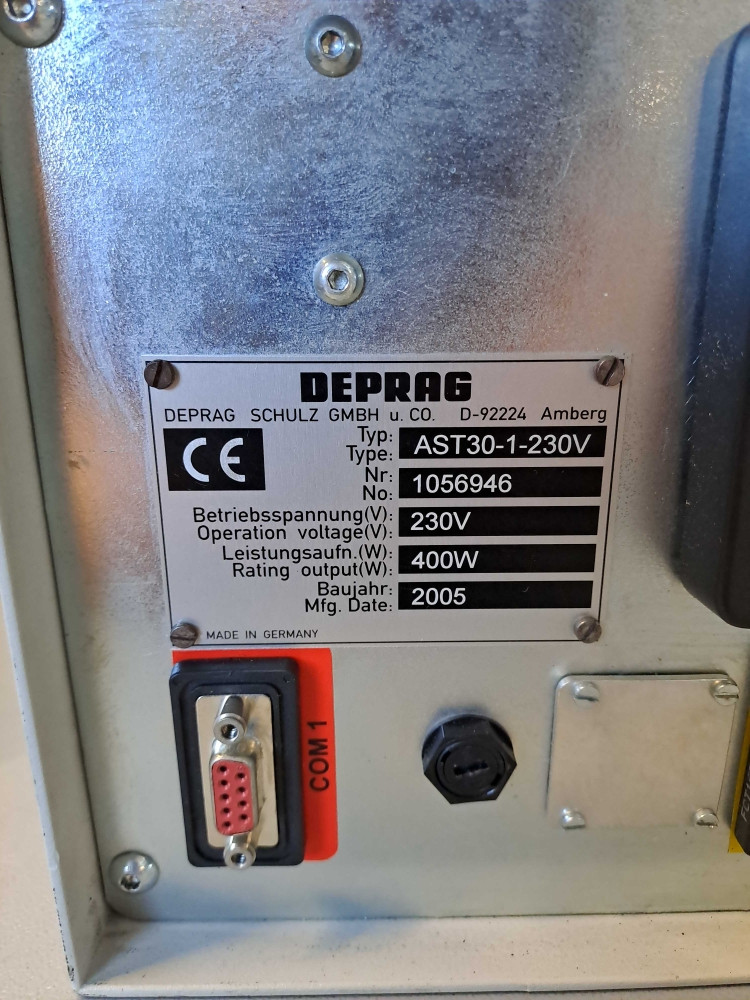 DEPRAG
DEPRAG SCHULZ GMBH u. CO. D-92224 Amberg
CE
Typ:
Type: AST30-1-230V
Nr:
No: 1056946
Betriebsspannung(V):
Operation voltage(V): 230V
Leistungsaufn.(W):
Rating output(W): 400W
Baujahr:
Mfg. Date: 2005
MADE IN GERMANY
COM 1